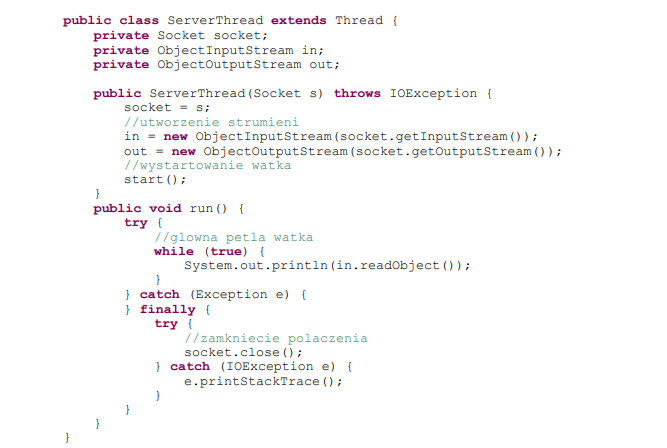 public class ServerThread extends Thread {
private Socket socket;
private ObjectInputStream in;
private ObjectOutputStream out;
public ServerThread(Socket s) throws IOException {
socket = s;
//utworzenie strumieni
in = new ObjectInputStream(socket.getInputStream());
out = new ObjectOutputStream(socket.getOutputStream());
//wystartowanie watka
start();
}
public void run() {
try {
//glowna petla watka
while (true) {
System.out.println(in.readObject());
}
} catch (Exception e) {
} finally {
try {
//zamkniecie polaczenia
socket.close();
} catch (IOException e) {
e.printStackTrace();
}
}
}
}